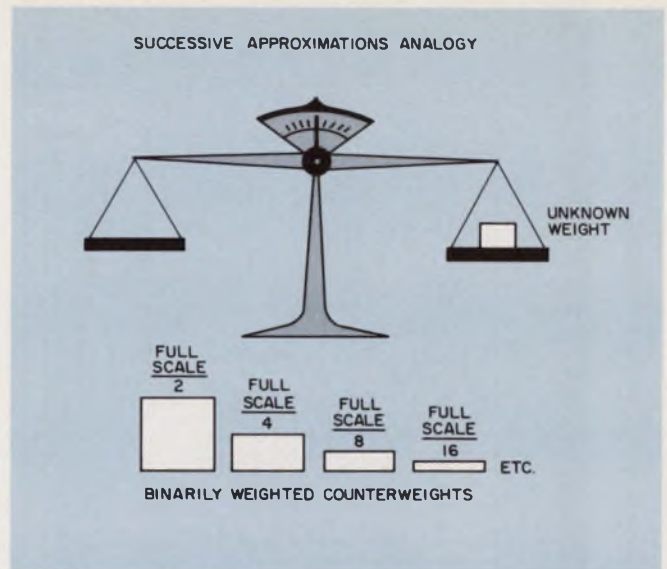 SUCCESSIVE APPROXIMATIONS ANALOGY
UNKNOWN
WEIGHT
FULL
SCALE
2
FULL
SCALE
4
FULL
SCALE
8
FULL
SCALE
16
ETC.
BINARILY WEIGHTED COUNTERWEIGHTS